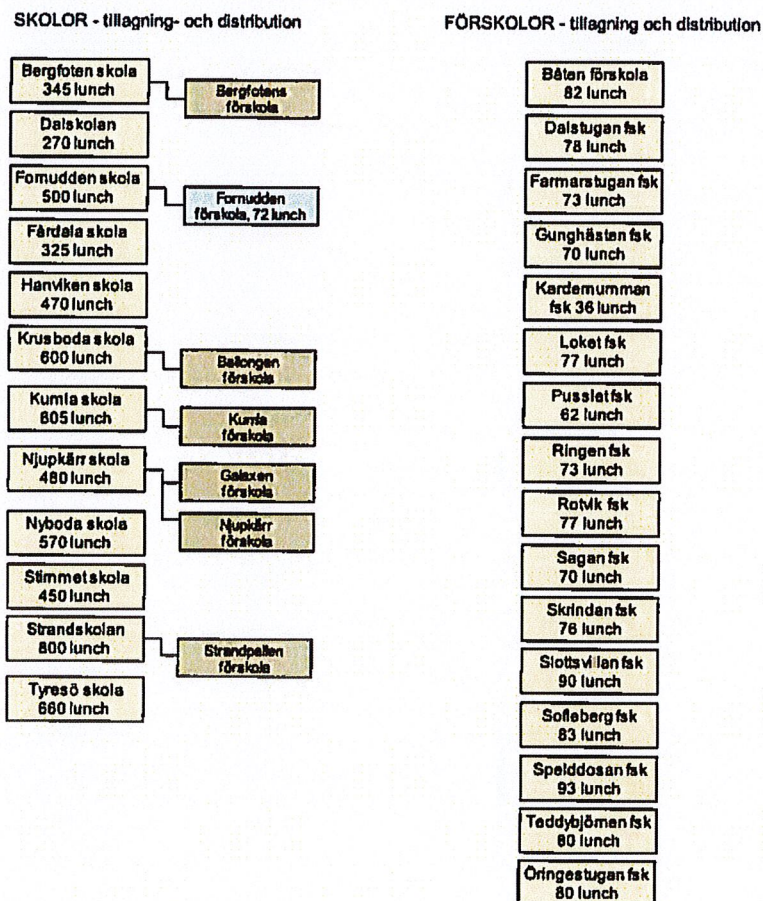 SKOLOR - tillagning- och distribution
Bergfoten skola
345 lunch
Bergfotens
förskola
Dalskolan
270 lunch
Fornudden skola
500 lunch
Fornudden
förskola, 72 lunch
Fårdala skola
325 lunch
Hanviken skola
470 lunch
Krusboda skola
600 lunch
Ballongen
förskola
Kumla skola
805 lunch
Kumla
förskola
Njupkärr skola
480 lunch
Galaxen
förskola
Njupkärr
förskola
Nyboda skola
570 lunch
Stimmet skola
450 lunch
Strandskolan
800 lunch
Strandpallen
förskola
Tyresö skola
660 lunch
FÖRSKOLOR - tillagning och distribution
Båten förskola
82 lunch
Dalstugan fsk
78 lunch
Farmarstugan fsk
73 lunch
Gunghästen fsk
70 lunch
Kardemumman
fsk 36 lunch
Loket fsk
77 lunch
Pusslet fsk
62 lunch
Ringen fsk
73 lunch
Rotvik fsk
77 lunch
Sagan fsk
70 lunch
Skrindan fsk
76 lunch
Slottsvillan fsk
90 lunch
Sofieberg fsk
83 lunch
Spelddosan fsk
93 lunch
Teddybjörnen fsk
80 lunch
Öringestugan fsk
80 lunch